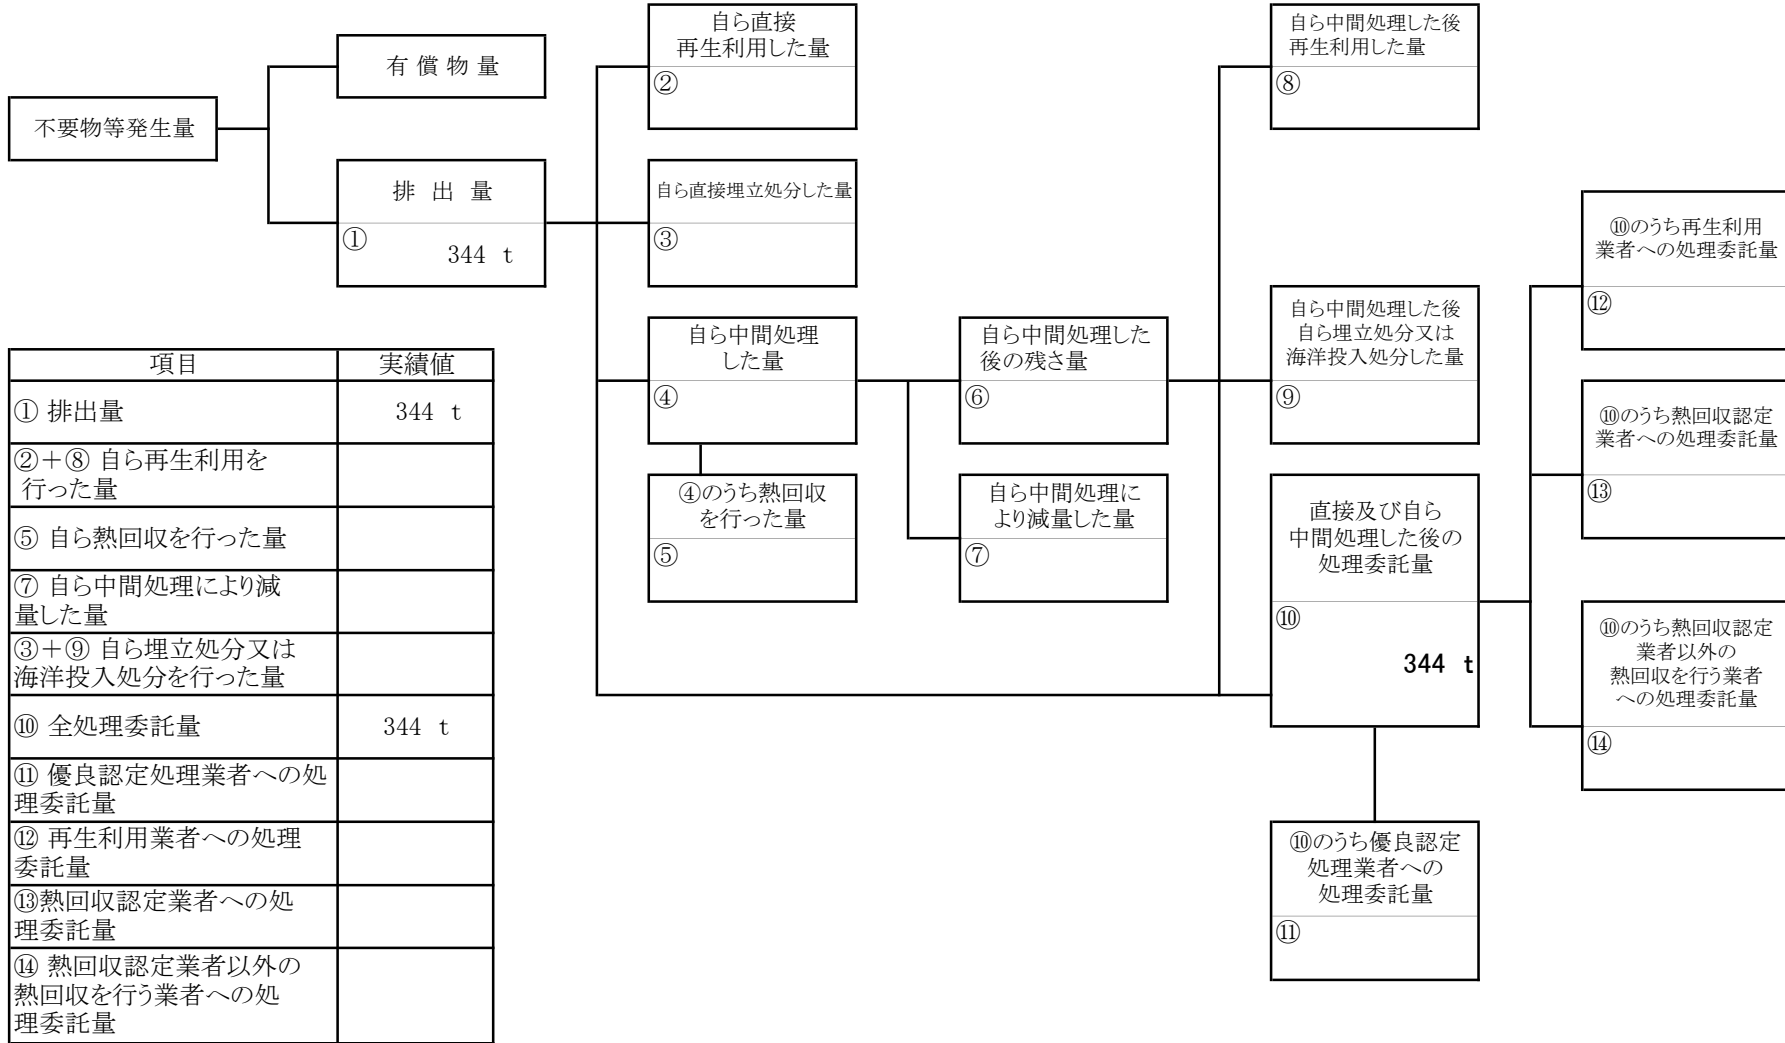 不要物等発生量
有 償 物 量
排 出 量
①
344 t
自ら直接
再生利用した量
②
自ら直接埋立処分した量
③
自ら中間処理
した量
④
④のうち熱回収
を行った量
⑤
自ら中間処理した
後の残さ量
⑥
自ら中間処理に
より減量した量
⑦
自ら中間処理した後
再生利用した量
⑧
自ら中間処理した後
自ら埋立処分又は
海洋投入処分した量
⑨
直接及び自ら
中間処理した後の
処理委託量
⑩
344 t
⑩のうち優良認定
処理業者への
処理委託量
⑪
⑩のうち再生利用
業者への処理委託量
⑫
⑩のうち熱回収認定
業者への処理委託量
⑬
⑩のうち熱回収認定
業者以外の
熱回収を行う業者
への処理委託量
⑭
項目 実績値
① 排出量 344 t
②＋⑧ 自ら再生利用を
行った量
⑤ 自ら熱回収を行った量
⑦ 自ら中間処理により減
量した量
③＋⑨ 自ら埋立処分又は
海洋投入処分を行った量
⑩ 全処理委託量 344 t
⑪ 優良認定処理業者への処
理委託量
⑫ 再生利用業者への処理
委託量
⑬熱回収認定業者への処
理委託量
⑭ 熱回収認定業者以外の
熱回収を行う業者への処
理委託量